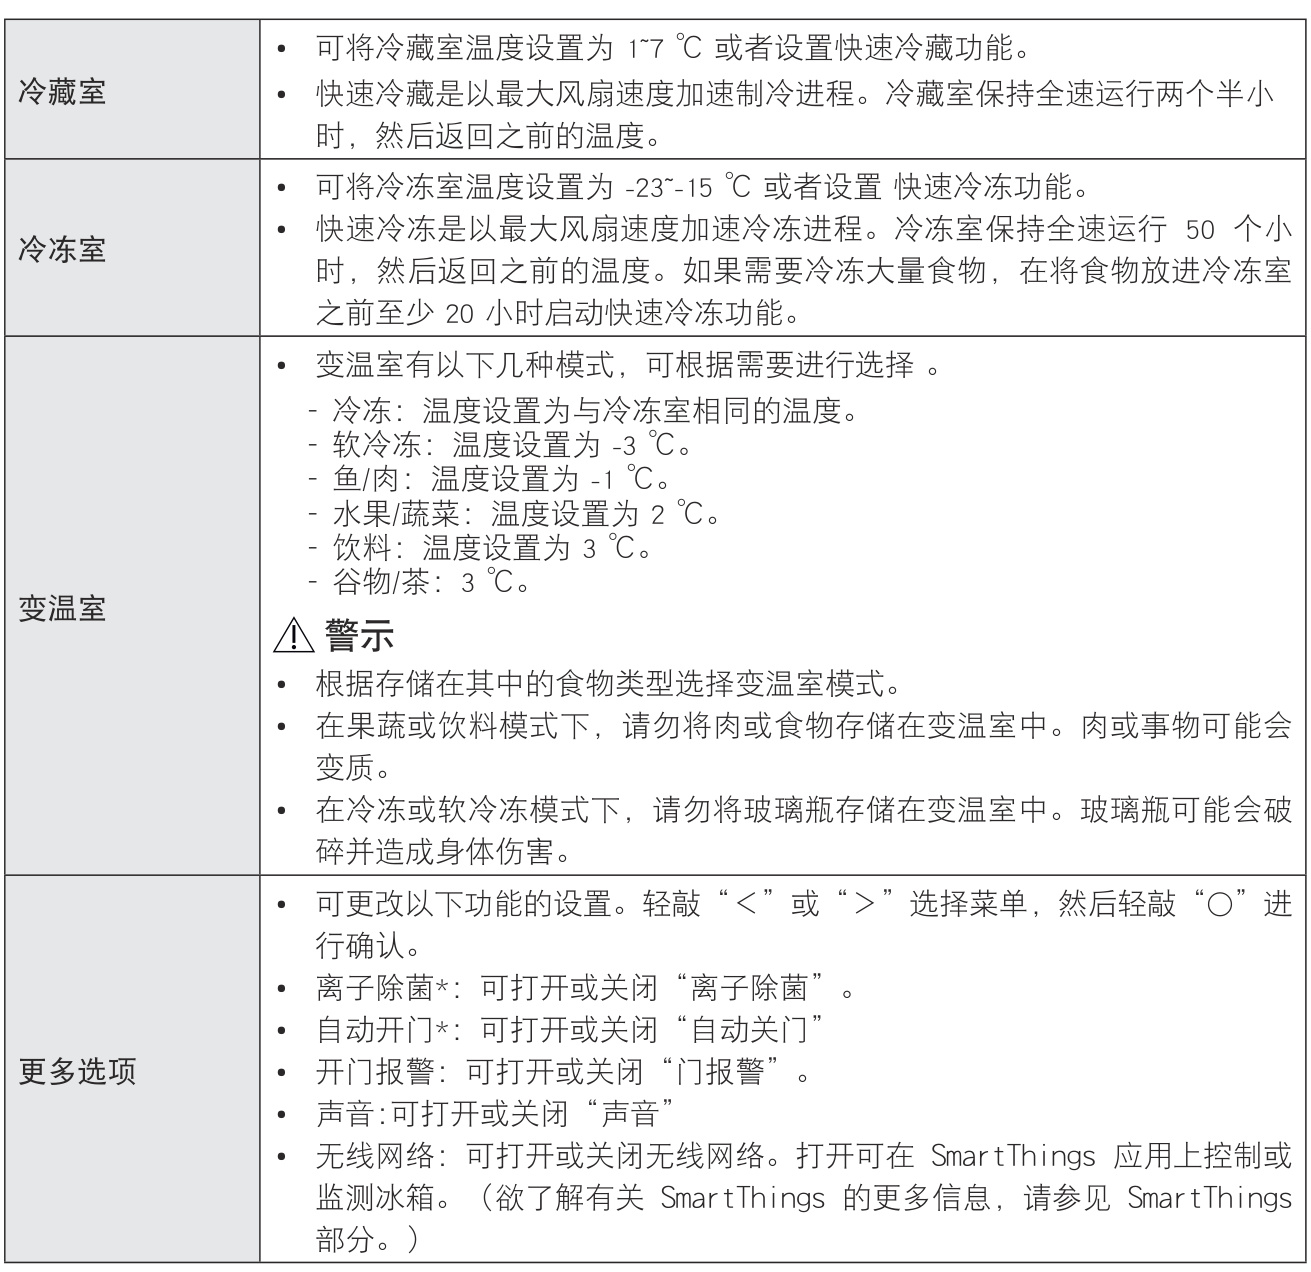 冷藏室
• 可将冷藏室温度设置为 1~7 ℃ 或者设置快速冷藏功能。
• 快速冷藏是以最大风扇速度加速制冷进程。冷藏室保持全速运行两个半小
时，然后返回之前的温度。
冷冻室
• 可将冷冻室温度设置为 -23~-15 ℃ 或者设置 快速冷冻功能。
• 快速冷冻是以最大风扇速度加速冷冻进程。冷冻室保持全速运行 50 个小
时，然后返回之前的温度。如果需要冷冻大量食物，在将食物放进冷冻室
之前至少 20 小时启动快速冷冻功能。
变温室
• 变温室有以下几种模式，可根据需要进行选择 。
- 冷冻：温度设置为与冷冻室相同的温度。
- 软冷冻：温度设置为 -3 ℃。
- 鱼/肉：温度设置为 -1 ℃。
- 水果/蔬菜：温度设置为 2 ℃。
- 饮料：温度设置为 3 ℃。
- 谷物/茶：3 ℃。
警示
• 根据存储在其中的食物类型选择变温室模式。
• 在果蔬或饮料模式下，请勿将肉或食物存储在变温室中。肉或事物可能会
变质。
• 在冷冻或软冷冻模式下，请勿将玻璃瓶存储在变温室中。玻璃瓶可能会破
碎并造成身体伤害。
更多选项
• 可更改以下功能的设置。轻敲“＜”或“＞”选择菜单，然后轻敲“○”进
行确认。
• 离子除菌*：可打开或关闭“离子除菌”。
• 自动开门*：可打开或关闭“自动关门”
• 开门报警：可打开或关闭“门报警”。
• 声音:可打开或关闭“声音”
• 无线网络：可打开或关闭无线网络。打开可在 SmartThings 应用上控制或
监测冰箱。（欲了解有关 SmartThings 的更多信息，请参见 SmartThings
部分。）